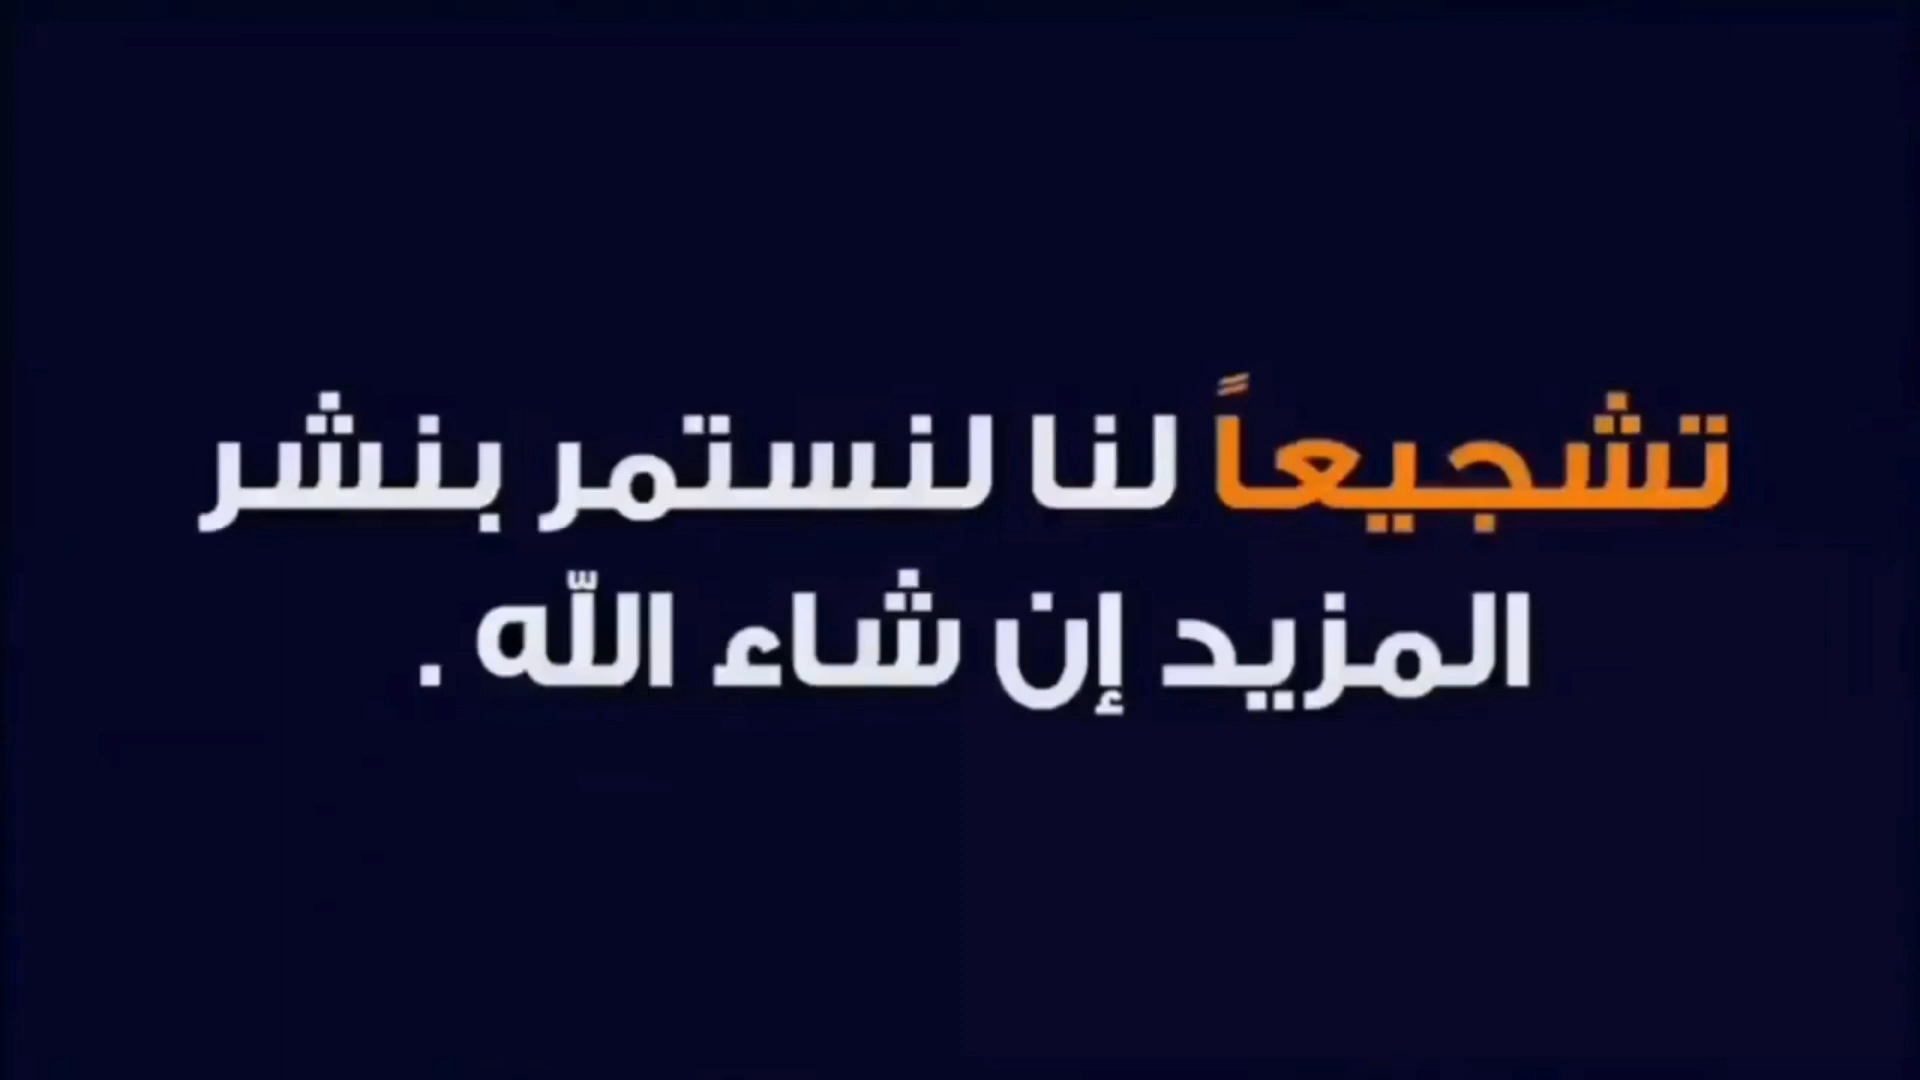 تشجيعاً لنا لنستمر بنشر
المزيد إن شاء اللّه .